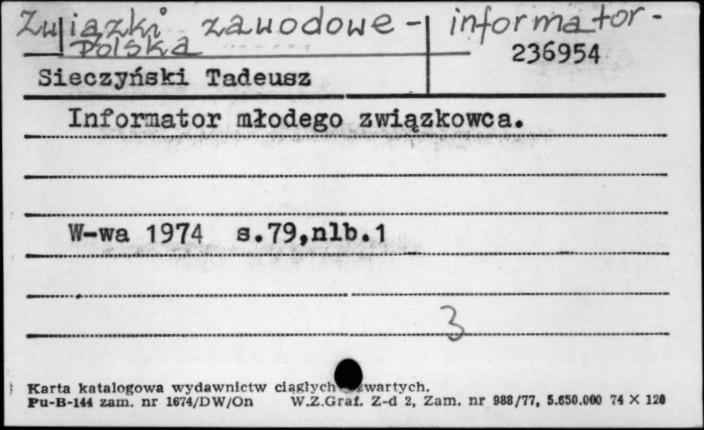 Związki zawodowe - informator -
Polska
236954
Sieczyński Tadeusz
Informator młodego związkowca.
W-wa 1974 s.79,nlb.1
3
Karta katalogowa wydawnictw ciągłych zwartych.
Pu-B-144 zam. nr 1674/DW/On W.Z.Graf. Z-d 2, Zam. nr 988/77, 5.650.000 74 X 120